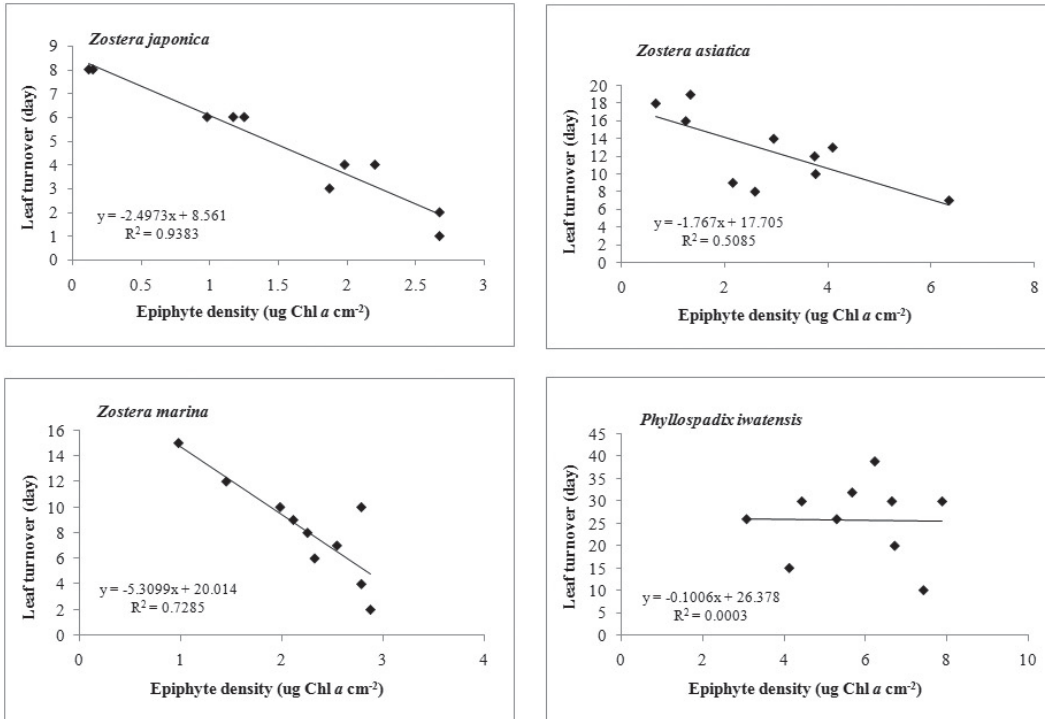 Zostera japonica
Leaf turnover (day)
9
8
7
6
5
4
3
2
1
0
y = -2.4973x + 8.561
R² = 0.9383
0 0.5 1 1.5 2 2.5 3
Epiphyte density (ug Chl a cm⁻²)
Zostera asiatica
Leaf turnover (day)
20
18
16
14
12
10
8
6
4
2
0
y = -1.767x + 17.705
R² = 0.5085
0 2 4 6 8
Epiphyte density (ug Chl a cm⁻²)
Zostera marina
Leaf turnover (day)
16
14
12
10
8
6
4
2
0
y = -5.3099x + 20.014
R² = 0.7285
0 1 2 3 4
Epiphyte density (ug Chl a cm⁻²)
Phyllospadix iwatensis
Leaf turnover (day)
45
40
35
30
25
20
15
10
5
0
y = -0.1006x + 26.378
R² = 0.0003
0 2 4 6 8 10
Epiphyte density (ug Chl a cm⁻²)